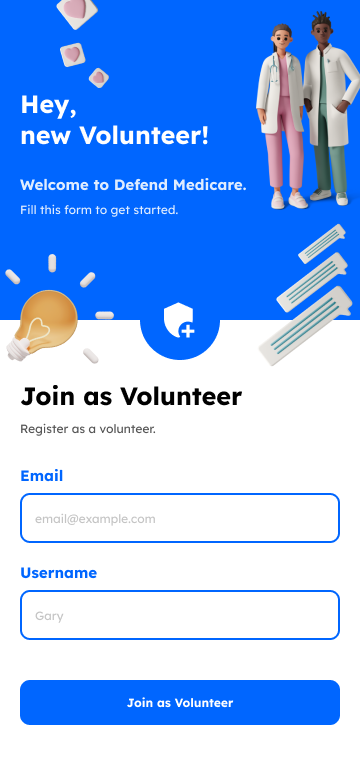 Hey,
new Volunteer!
Welcome to Defend Medicare.
Fill this form to get started.
Join as Volunteer
Register as a volunteer.
Email
email@example.com
Username
Gary
Join as Volunteer